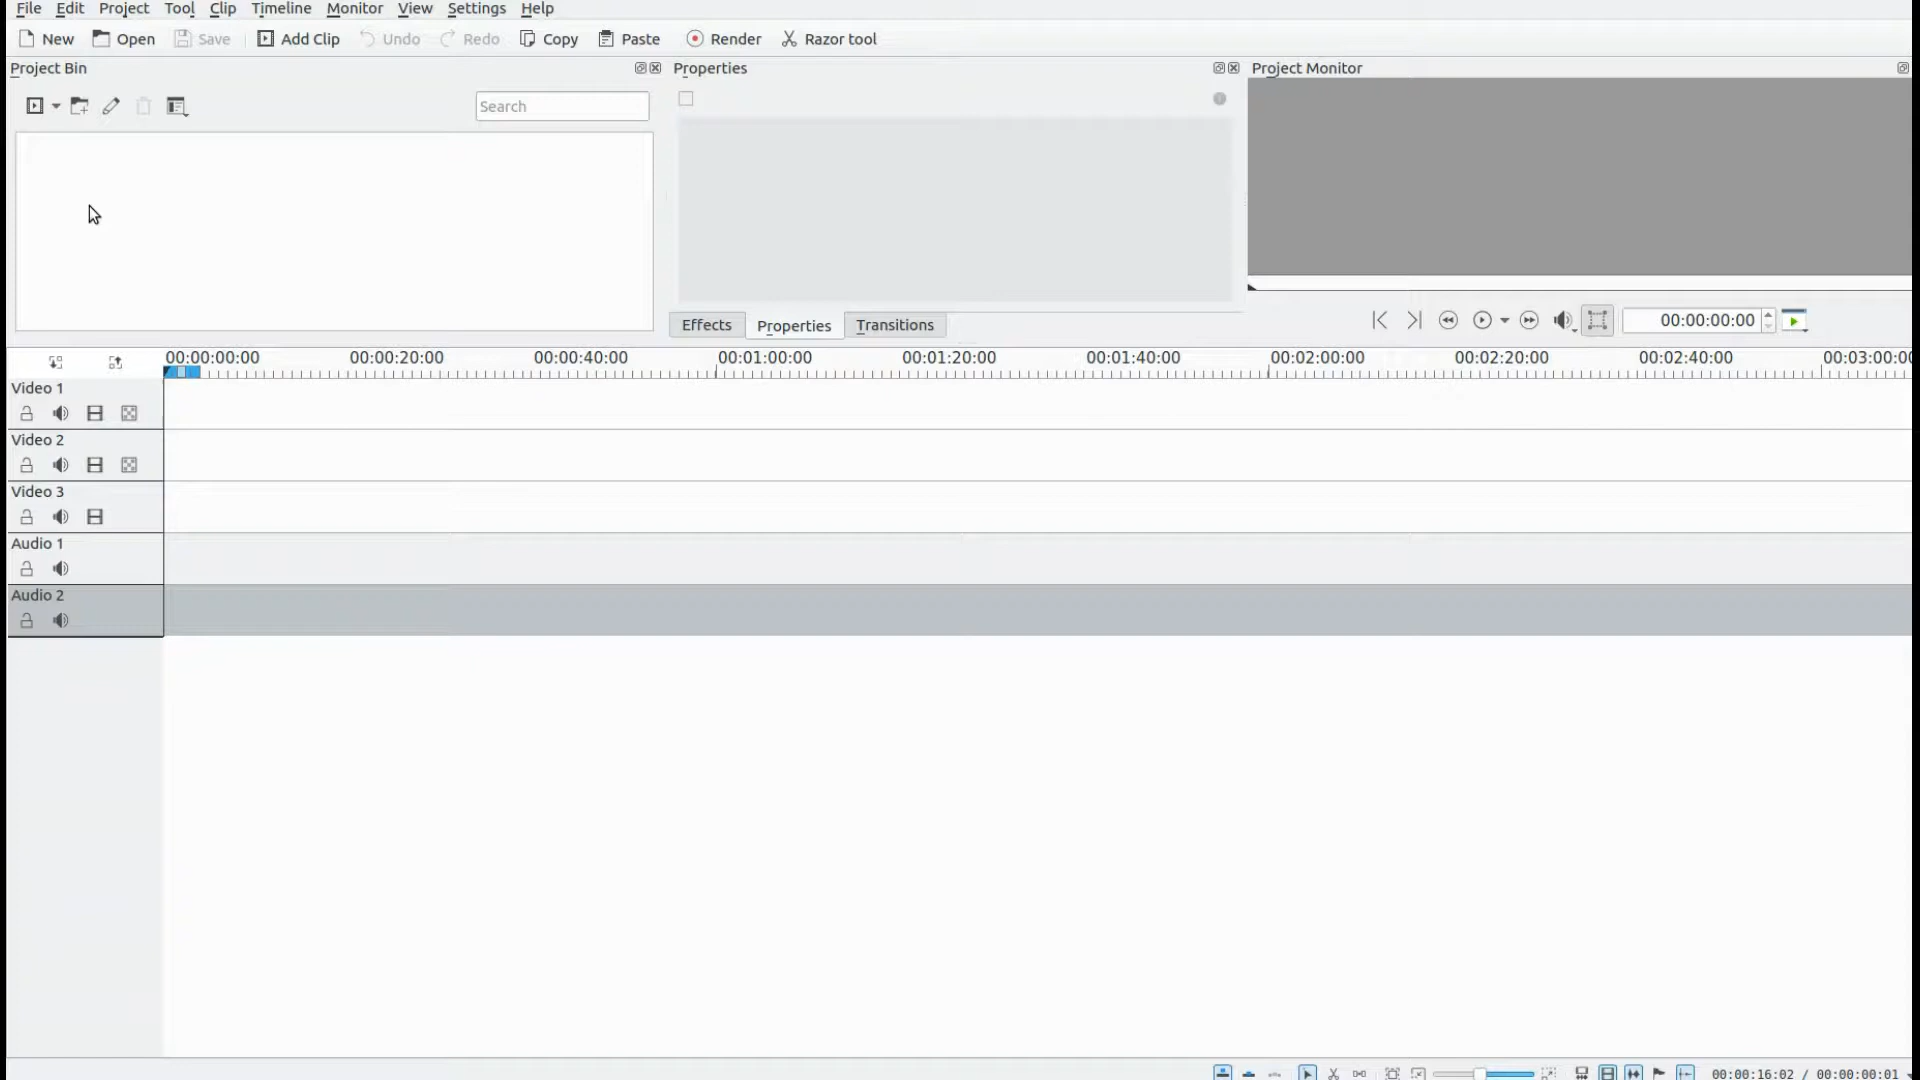 File Edit Project Tool Clip Timeline Monitor View Settings Help
New Open Save Add Clip Undo Redo Copy Paste Render Razor tool
Project Bin Properties Project Monitor
Search
Effects Properties Transitions 00:00:00:00
00:00:00:00 00:00:20:00 00:00:40:00 00:01:00:00 00:01:20:00 00:01:40:00 00:02:00:00 00:02:20:00 00:02:40:00 00:03:00:00
Video 1
Video 2
Video 3
Audio 1
Audio 2
00:00:16:02 / 00:00:00:01